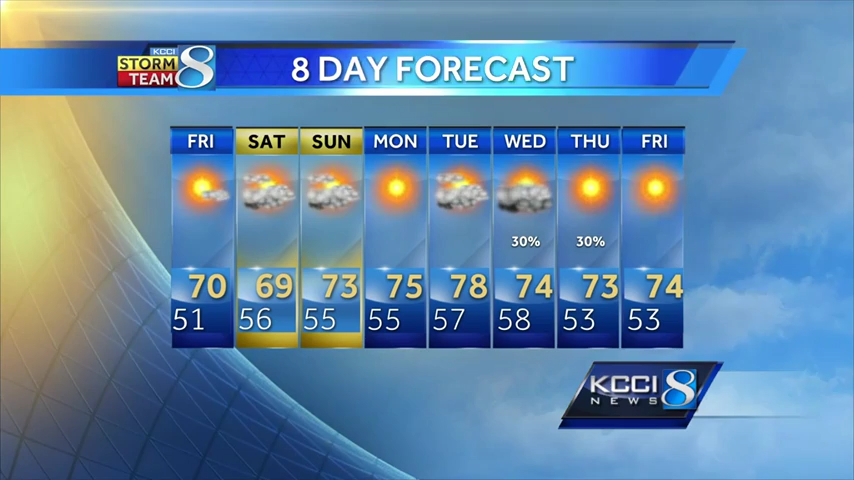 KCCI
STORM
TEAM 8
8 DAY FORECAST
FRI SAT SUN MON TUE WED THU FRI
30% 30%
70 69 73 75 78 74 73 74
51 56 55 55 57 58 53 53
KCCI 8
NEWS